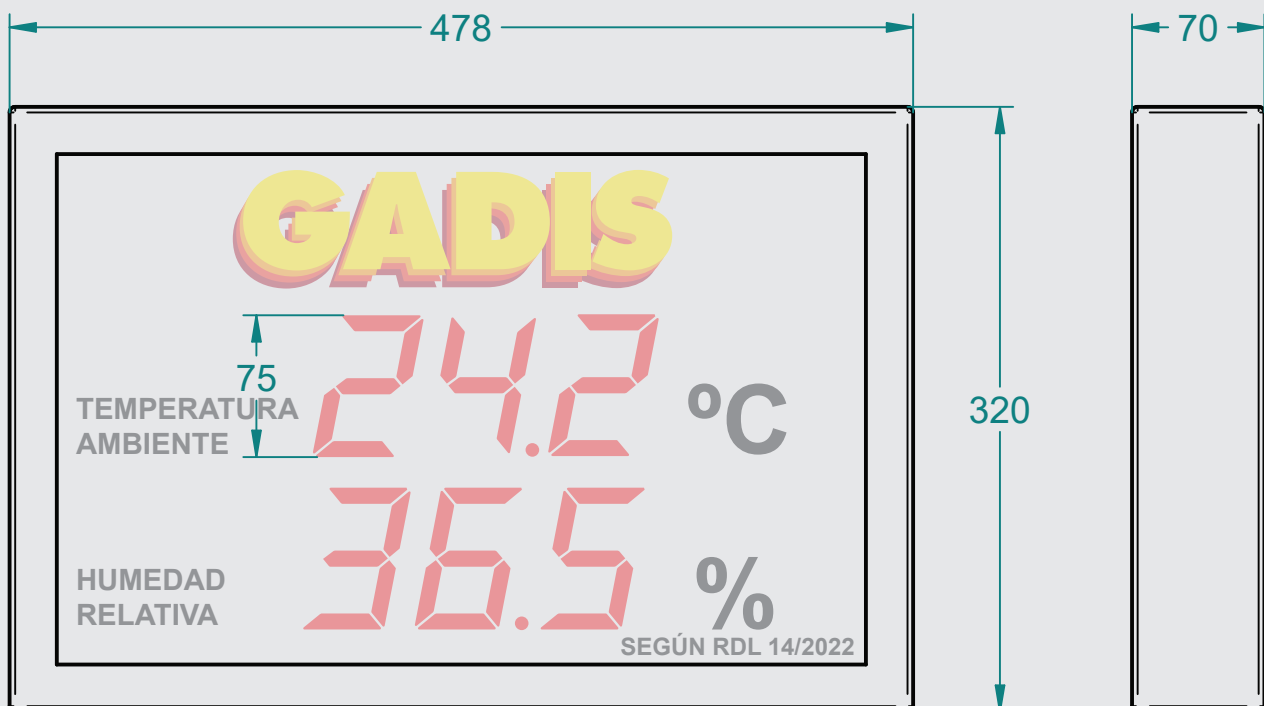 478
70
GADIS
24.2
75
TEMPERATURA
AMBIENTE
ºC
320
36.5
HUMEDAD
RELATIVA
%
SEGÚN RDL 14/2022